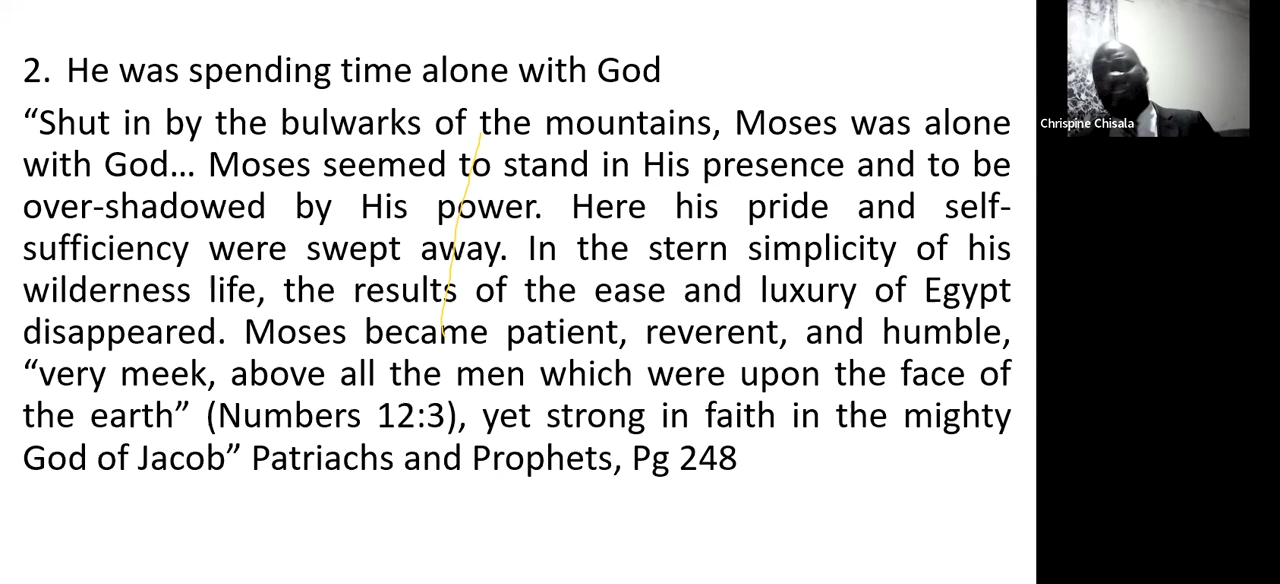 2. He was spending time alone with God
“Shut in by the bulwarks of the mountains, Moses was alone
with God... Moses seemed to stand in His presence and to be
over-shadowed by His power. Here his pride and self-
sufficiency were swept away. In the stern simplicity of his
wilderness life, the results of the ease and luxury of Egypt
disappeared. Moses became patient, reverent, and humble,
“very meek, above all the men which were upon the face of
the earth” (Numbers 12:3), yet strong in faith in the mighty
God of Jacob” Patriachs and Prophets, Pg 248
Chrispine Chisala